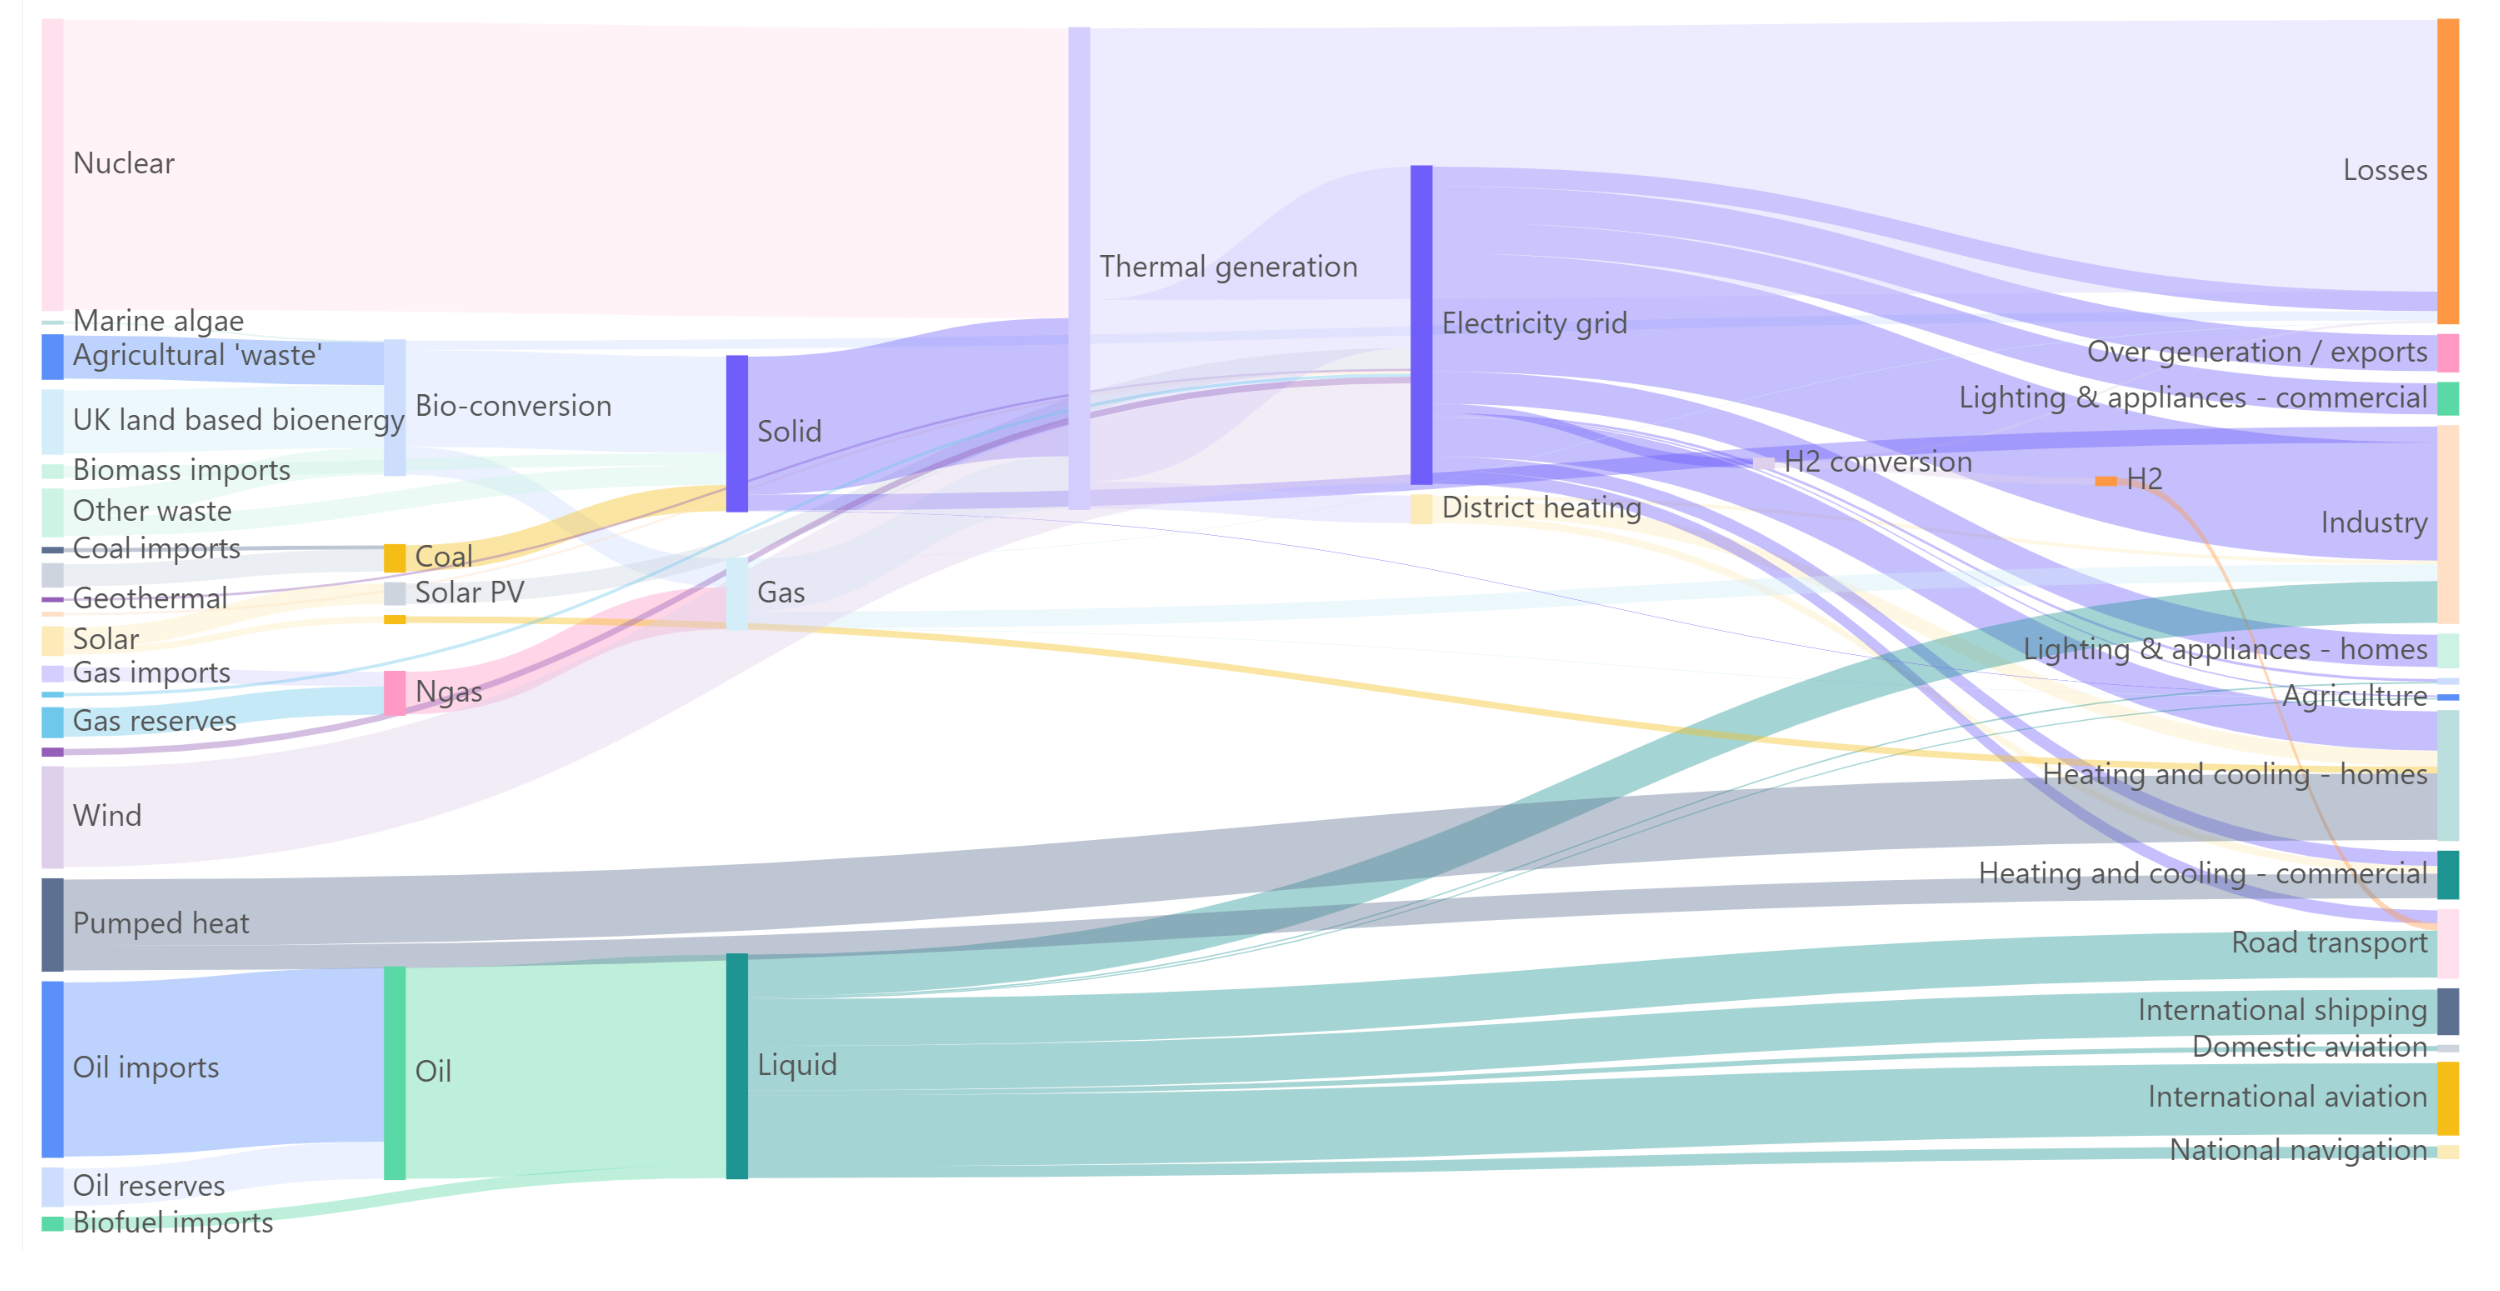 Nuclear
Marine algae
Agricultural 'waste'
UK land based bioenergy
Biomass imports
Other waste
Coal imports
Geothermal
Solar
Gas imports
Gas reserves
Wind
Pumped heat
Oil imports
Oil reserves
Biofuel imports
Bio-conversion
Coal
Solar PV
Ngas
Oil
Solid
Gas
Liquid
Thermal generation
Electricity grid
District heating
H2 conversion
H2
Losses
Over generation / exports
Lighting & appliances - commercial
Industry
Lighting & appliances - homes
Agriculture
Heating and cooling - homes
Heating and cooling - commercial
Road transport
International shipping
Domestic aviation
International aviation
National navigation